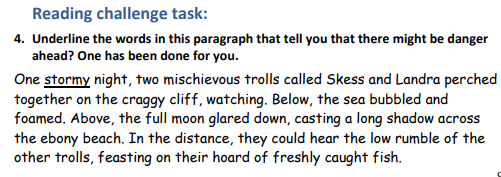 Reading challenge task:
4. Underline the words in this paragraph that tell you that there might be danger
ahead? One has been done for you.
One stormy night, two mischievous trolls called Skess and Landra perched
together on the craggy cliff, watching. Below, the sea bubbled and
foamed. Above, the full moon glared down, casting a long shadow across
the ebony beach. In the distance, they could hear the low rumble of the
other trolls, feasting on their hoard of freshly caught fish.